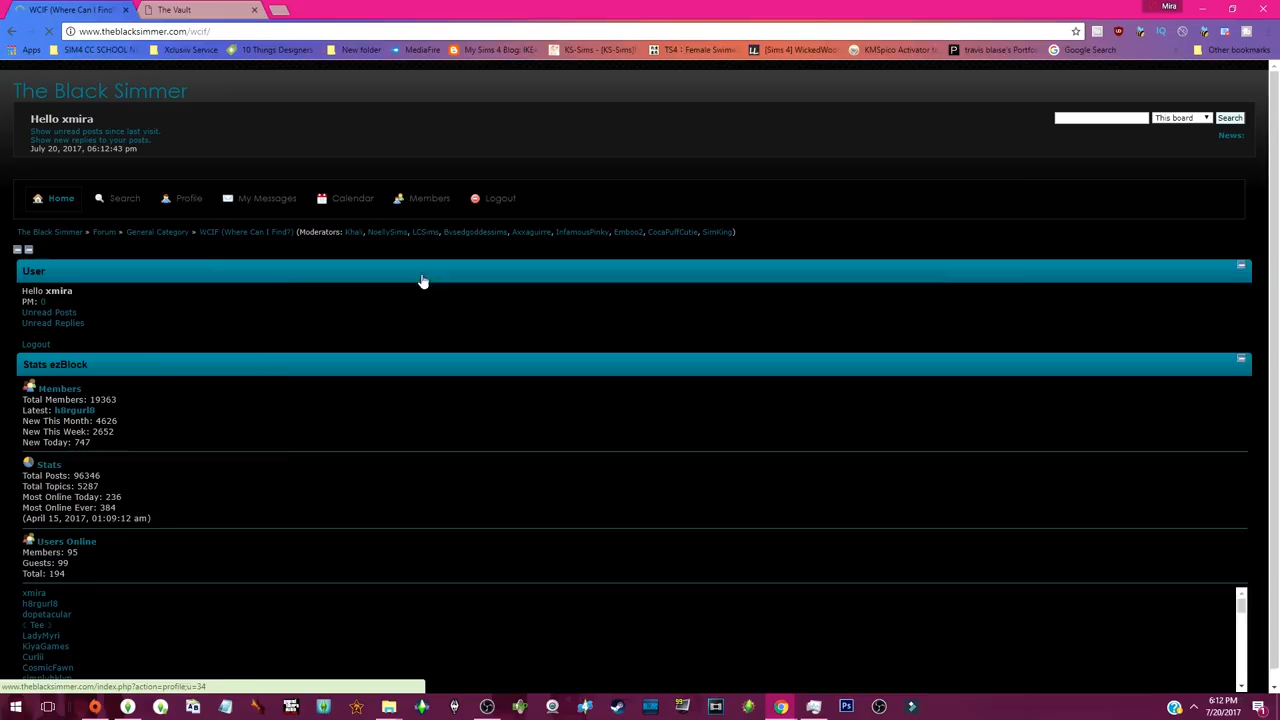 WCIF (Where Can I Find?)
The Vault
Mira
www.theblacksimmer.com/wcif/
Apps
SIM4 CC SCHOOL N
Xclusiiv Service
10 Things Designers
New folder
MediaFire
My Sims 4 Blog: IKEA
KS-Sims - [KS-Sims]
TS4 : Female Swimw
[Sims 4] WickedWoo
KMSpico Activator fo
travis blaise's Portfo
Google Search
Other bookmarks
The Black Simmer
Hello xmira
Show unread posts since last visit.
Show new replies to your posts.
July 20, 2017, 06:12:43 pm
This board
Search
News:
Home
Search
Profile
My Messages
Calendar
Members
Logout
The Black Simmer » Forum » General Category » WCIF (Where Can I Find?) (Moderators: Khali, NoellySims, LCSims, Bvsedgoddessims, Axxaguirre, InfamousPinky, Emboo2, CocaPuffCutie, SimKing)
User
Hello xmira
PM: 0
Unread Posts
Unread Replies
Logout
Stats ezBlock
Members
Total Members: 19363
Latest: h8rgurl8
New This Month: 4626
New This Week: 2652
New Today: 747
Stats
Total Posts: 96346
Total Topics: 5287
Most Online Today: 236
Most Online Ever: 384
(April 15, 2017, 01:09:12 am)
Users Online
Members: 95
Guests: 99
Total: 194
xmira
h8rgurl8
dopetacular
《 Tee 》
LadyMyri
KiyaGames
Curlii
CosmicFawn
www.theblacksimmer.com/index.php?action=profile;u=34
6:12 PM
7/20/2017